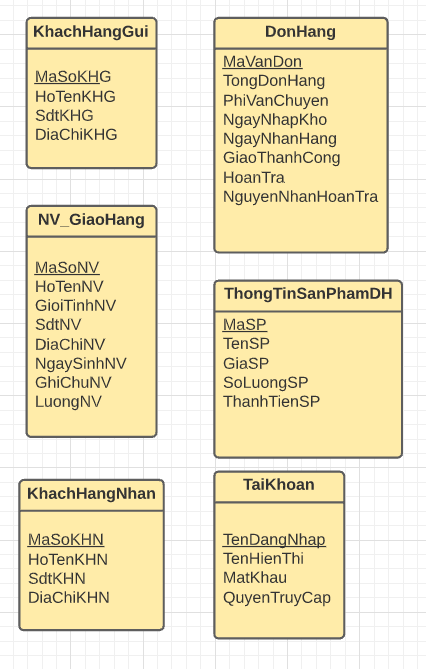 KhachHangGui
MaSoKHG
HoTenKHG
SdtKHG
DiaChiKHG
DonHang
MaVanDon
TongDonHang
PhiVanChuyen
NgayNhapKho
NgayNhanHang
GiaoThanhCong
HoanTra
NguyenNhanHoanTra
NV_GiaoHang
MaSoNV
HoTenNV
GioiTinhNV
SdtNV
DiaChiNV
NgaySinhNV
GhiChuNV
LuongNV
ThongTinSanPhamDH
MaSP
TenSP
GiaSP
SoLuongSP
ThanhTienSP
KhachHangNhan
MaSoKHN
HoTenKHN
SdtKHN
DiaChiKHN
TaiKhoan
TenDangNhap
TenHienThi
MatKhau
QuyenTruyCap